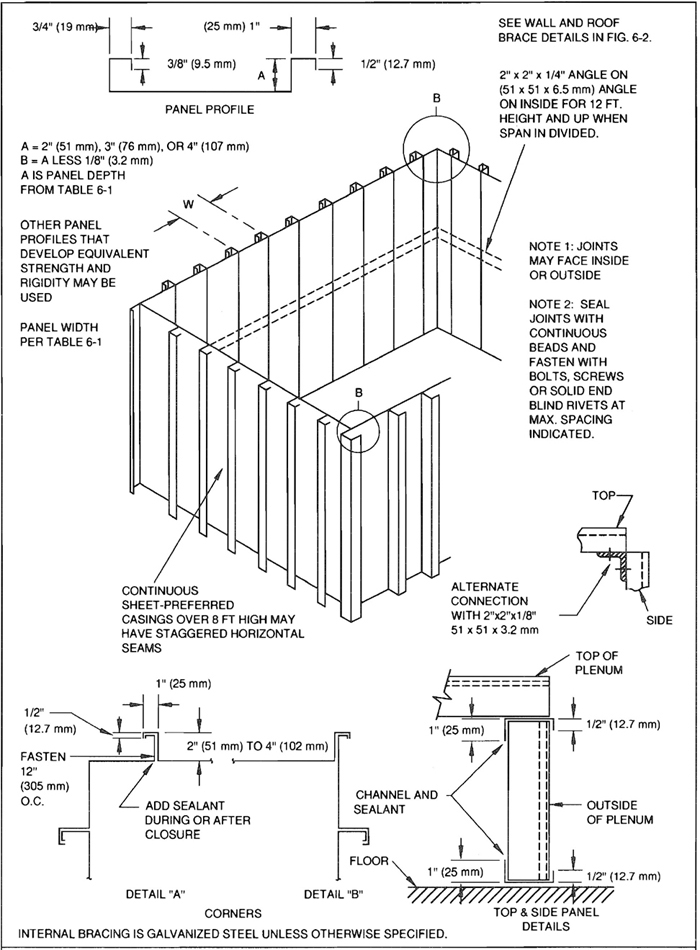 3/4" (19 mm)
(25 mm) 1"
3/8" (9.5 mm)
A
1/2" (12.7 mm)
PANEL PROFILE
SEE WALL AND ROOF
BRACE DETAILS IN FIG. 6-2.
2" x 2" x 1/4" ANGLE ON
(51 x 51 x 6.5 mm) ANGLE
ON INSIDE FOR 12 FT.
HEIGHT AND UP WHEN
SPAN IN DIVIDED.
B
A = 2" (51 mm), 3" (76 mm), OR 4" (107 mm)
B = A LESS 1/8" (3.2 mm)
A IS PANEL DEPTH
FROM TABLE 6-1
W
OTHER PANEL
PROFILES THAT
DEVELOP EQUIVALENT
STRENGTH AND
RIGIDITY MAY BE
USED
PANEL WIDTH
PER TABLE 6-1
NOTE 1: JOINTS
MAY FACE INSIDE
OR OUTSIDE
NOTE 2: SEAL
JOINTS WITH
CONTINUOUS
BEADS AND
FASTEN WITH
BOLTS, SCREWS
OR SOLID END
BLIND RIVETS AT
MAX. SPACING
INDICATED.
B
TOP
SIDE
CONTINUOUS
SHEET-PREFERRED
CASINGS OVER 8 FT HIGH MAY
HAVE STAGGERED HORIZONTAL
SEAMS
ALTERNATE
CONNECTION
WITH 2"x2"x1/8"
51 x 51 x 3.2 mm
TOP OF
PLENUM
1" (25 mm)
1/2"
(12.7 mm)
2" (51 mm) TO 4" (102 mm)
FASTEN
12"
(305 mm)
O.C.
ADD SEALANT
DURING OR AFTER
CLOSURE
1" (25 mm)
1/2" (12.7 mm)
CHANNEL AND
SEALANT
OUTSIDE
OF PLENUM
FLOOR
1" (25 mm)
1/2" (12.7 mm)
DETAIL "A"
DETAIL "B"
CORNERS
TOP & SIDE PANEL
DETAILS
INTERNAL BRACING IS GALVANIZED STEEL UNLESS OTHERWISE SPECIFIED.